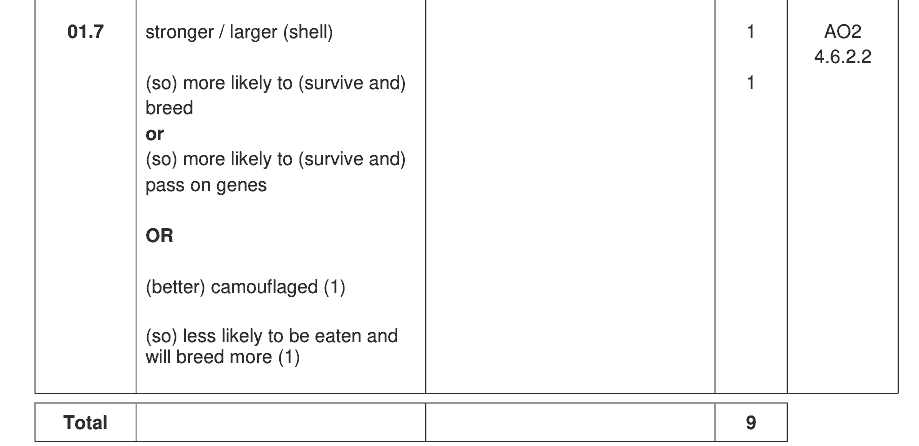 01.7 stronger / larger (shell) 1 AO2
4.6.2.2
(so) more likely to (survive and) 1
breed
or
(so) more likely to (survive and)
pass on genes
OR
(better) camouflaged (1)
(so) less likely to be eaten and
will breed more (1)
Total 9